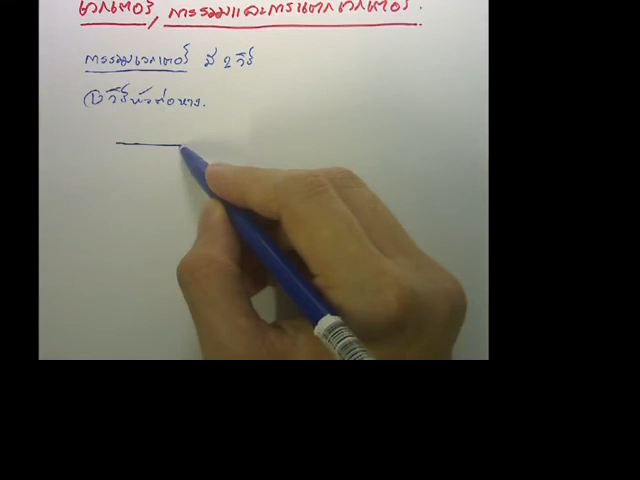 เวกเตอร์, การรวมและการแตกเวกเตอร์.
การรวมเวกเตอร์ มี 2 วิธี
① วิธีหัวต่อหาง.